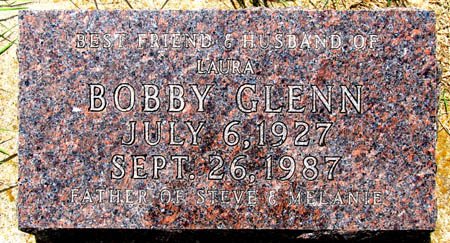 BEST FRIEND & HUSBAND OF
LAURA
BOBBY GLENN
JULY 6, 1927
SEPT. 26, 1987
FATHER OF STEVE & MELANIE